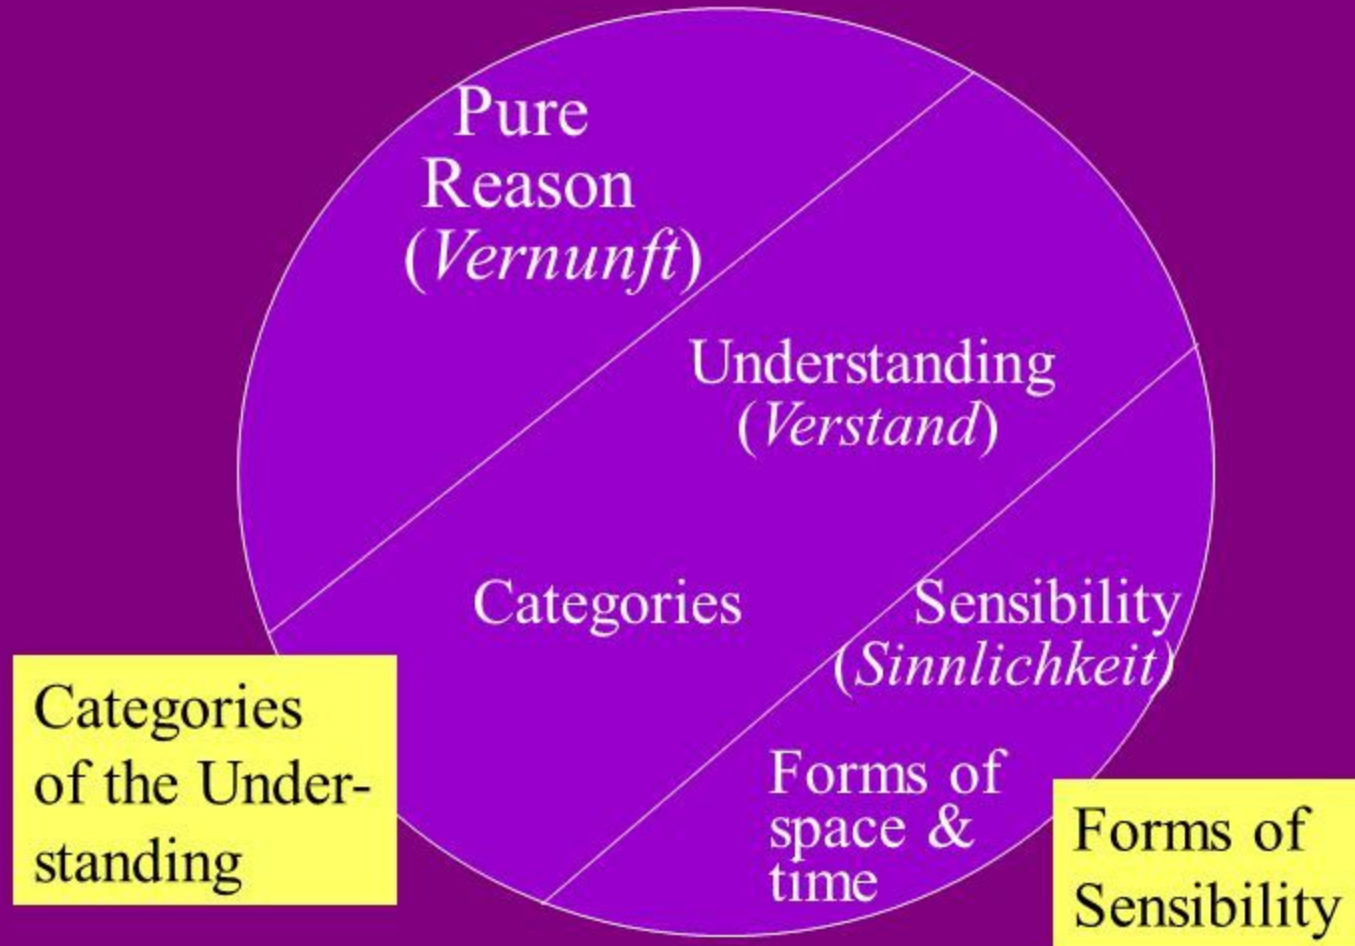 Pure
Reason
(Vernunft)
Understanding
(Verstand)
Categories
Sensibility
(Sinnlichkeit)
Categories
of the Under-
standing
Forms of
space &
time
Forms of
Sensibility